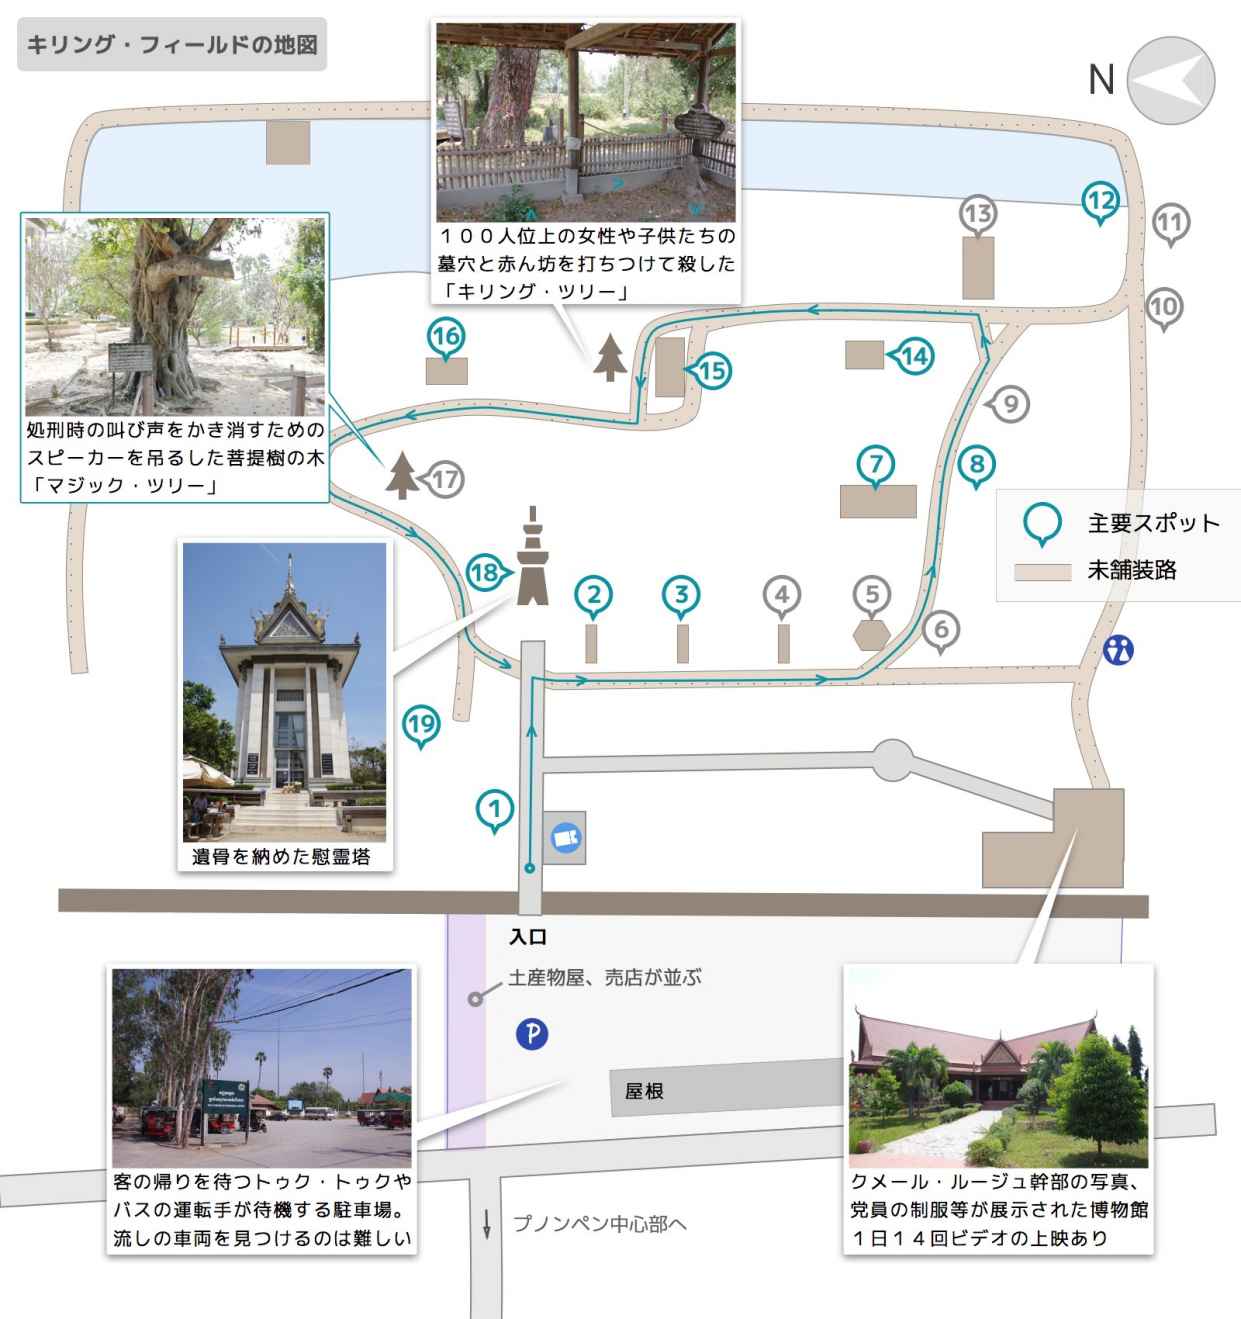 キリング・フィールドの地図
N
１００人位上の女性や子供たちの
墓穴と赤ん坊を打ちつけて殺した
「キリング・ツリー」
処刑時の叫び声をかき消すための
スピーカーを吊るした菩提樹の木
「マジック・ツリー」
12
11
13
10
16
14
15
9
17
7
8
主要スポット
未舗装路
18
2
3
4
5
6
19
1
遺骨を納めた慰霊塔
入口
土産物屋、売店が並ぶ
P
屋根
客の帰りを待つトゥク・トゥクや
バスの運転手が待機する駐車場。
流しの車両を見つけるのは難しい
プノンペン中心部へ
クメール・ルージュ幹部の写真、
党員の制服等が展示された博物館
１日１４回ビデオの上映あり